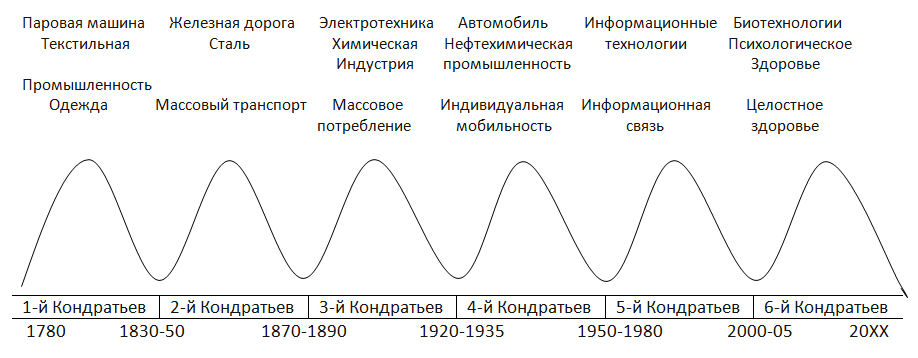 Паровая машина
Текстильная
Железная дорога
Сталь
Электротехника
Химическая
Индустрия
Автомобиль
Нефтехимическая
промышленность
Информационные
технологии
Биотехнологии
Психологическое
Здоровье
Промышленность
Одежда
Массовый транспорт
Массовое
потребление
Индивидуальная
мобильность
Информационная
связь
Целостное
здоровье
1-й Кондратьев
2-й Кондратьев
3-й Кондратьев
4-й Кондратьев
5-й Кондратьев
6-й Кондратьев
1780
1830-50
1870-1890
1920-1935
1950-1980
2000-05
20XX